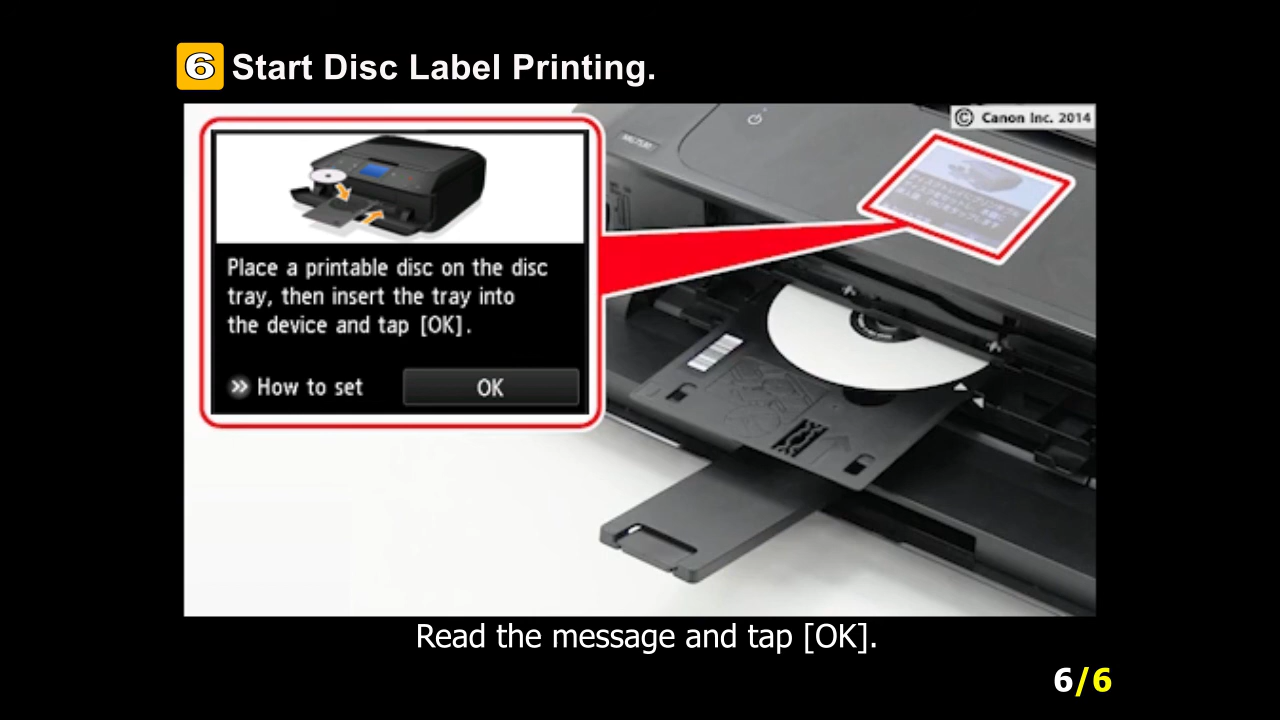 6 Start Disc Label Printing.
© Canon Inc. 2014
Place a printable disc on the disc
tray, then insert the tray into
the device and tap [OK].
» How to set
OK
Read the message and tap [OK].
6/6